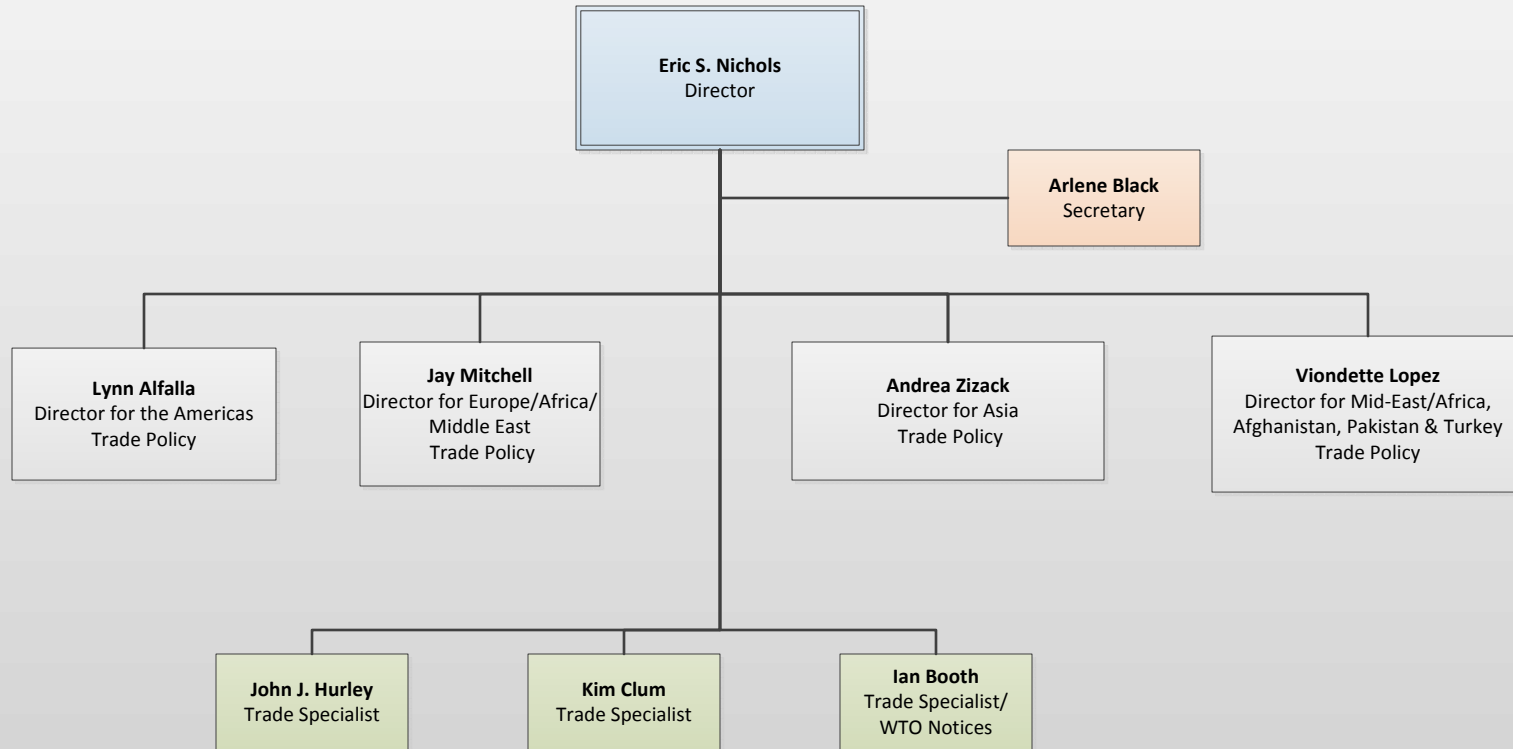 Eric S. Nichols
Director
Arlene Black
Secretary
Lynn Alfalla
Director for the Americas
Trade Policy
Jay Mitchell
Director for Europe/Africa/
Middle East
Trade Policy
Andrea Zizack
Director for Asia
Trade Policy
Viondette Lopez
Director for Mid-East/Africa,
Afghanistan, Pakistan & Turkey
Trade Policy
John J. Hurley
Trade Specialist
Kim Clum
Trade Specialist
Ian Booth
Trade Specialist/
WTO Notices